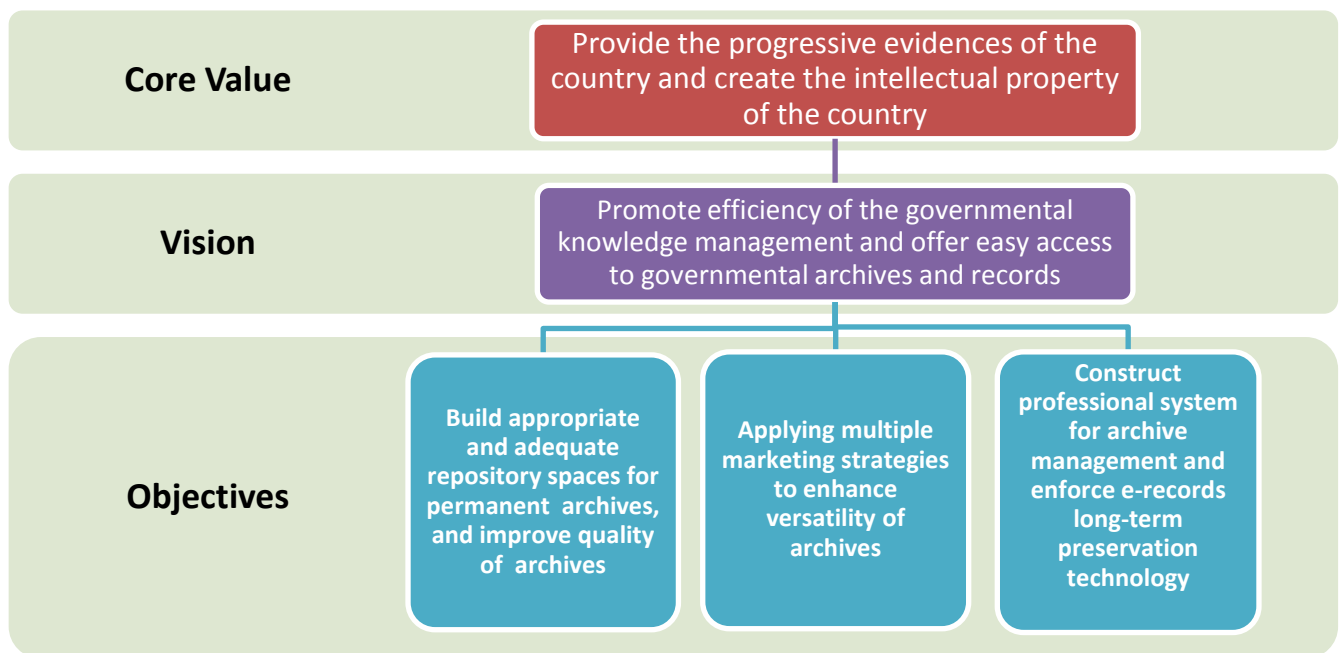 Core Value
Provide the progressive evidences of the
country and create the intellectual property
of the country
Vision
Promote efficiency of the governmental
knowledge management and offer easy access
to governmental archives and records
Objectives
Build appropriate
and adequate
repository spaces for
permanent archives,
and improve quality
of archives
Applying multiple
marketing strategies
to enhance
versatility of
archives
Construct
professional system
for archive
management and
enforce e-records
long-term
preservation
technology